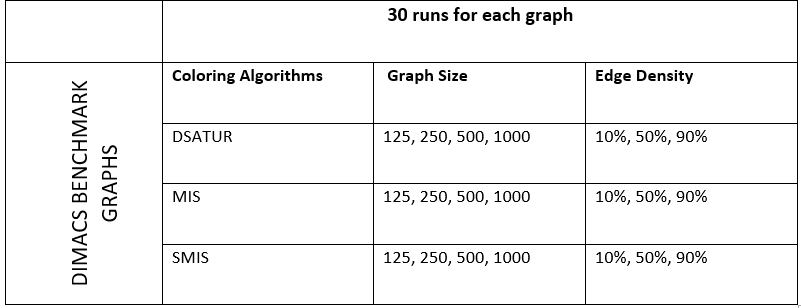 30 runs for each graph
DIMACS BENCHMARK
GRAPHS
Coloring Algorithms Graph Size Edge Density
DSATUR 125, 250, 500, 1000 10%, 50%, 90%
MIS 125, 250, 500, 1000 10%, 50%, 90%
SMIS 125, 250, 500, 1000 10%, 50%, 90%